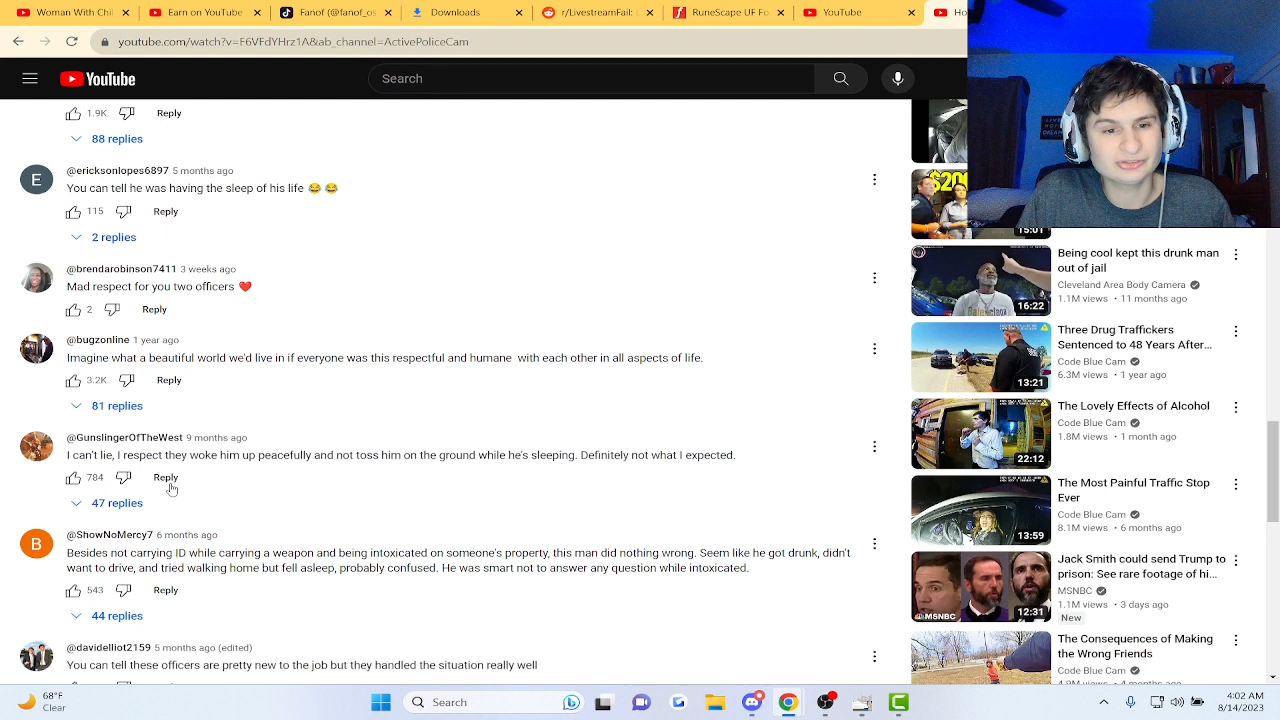 Woman With Chi
Earn on YouTube
Fanof (@fanof_o
Downloads
r/LivestreamFail: L
RuneScape UF Fo
YouTube
youtube.com/watch?v=F5VFfriHrz1A&ab_channel=ActivePoliceCam
YouTube
Search
1.9K Reply
88 replies
E
@ericksonlopes6897 5 months ago
You can tell he was having the sleep of his life 😂😂
115 Reply
2 replies
@brendarobinson7411 3 weeks ago
Mad respect for you two officers ❤️
2 Reply
@bugzonline 1 year ago
Imagine what a beautiful world we'd live in if everyone was this respectful and humane with each other in all aspects of life.
3.2K Reply
81 replies
@GunslingerOfTheWest 9 months ago
I can't lie, I respect they woke him up peacefully and not toss him on the ground while he's sleeping. Definitely not what I expected.
784 Reply
47 replies
B
@ShowNoMercy7 6 months ago
Besides not carrying ID while carrying a firearm and being intoxicated on someone's property, this man did nothing wrong. Seem like he got drunk, didn't
want to drive, and tried walking home but fell asleep. Probably confused. He was smart not to answer any question while intoxicated.
543 Reply
44 replies
@davidelliot2159 5 months ago (edited)
You can tell these officers are pretty new to the job but they handled the situation really well
$200
15:01
16:22
Being cool kept this drunk man
out of jail
Cleveland Area Body Camera
1.1M views • 11 months ago
13:21
Three Drug Traffickers
Sentenced to 48 Years After...
Code Blue Cam
6.3M views • 1 year ago
22:12
The Lovely Effects of Alcohol
Code Blue Cam
1.8M views • 1 month ago
13:59
The Most Painful Traffic Stop
Ever
Code Blue Cam
8.1M views • 6 months ago
MSNBC
12:31
Jack Smith could send Trump to
prison: See rare footage of hi...
MSNBC
1.1M views • 3 days ago
New
The Consequences of Making
the Wrong Friends
Code Blue Cam
4.9M views • 4 months ago
68°F
Clear
Search
4:02 AM
8/14/2023